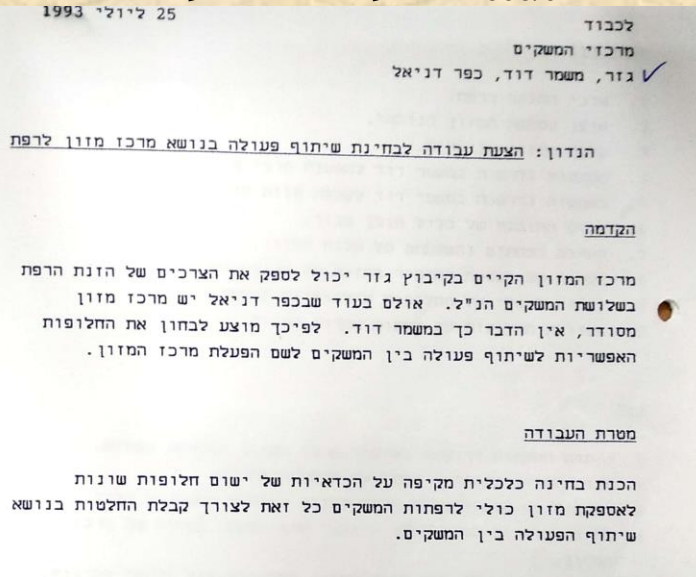 25 ליולי 1993
לכבוד
מרכזי המשקים
גזר, משמר דוד, כפר דניאל
הנדון: הצעת עבודה לבחינת שיתוף פעולה בנושא מרכז מזון לרפת
הקדמה
מרכז המזון הקיים בקיבוץ גזר יכול לספק את הצרכים של הזנת הרפת
בשלושת המשקים הנ"ל. אולם בעוד שבכפר דניאל יש מרכז מזון
מסודר, אין הדבר כך במשמר דוד. לפיכך מוצע לבחון את החלופות
האפשריות לשיתוף פעולה בין המשקים לשם הפעלת מרכז המזון.
מטרת העבודה
הכנת בחינה כלכלית מקיפה על הכדאיות של ישום חלופות שונות
לאספקת מזון כולי לרפתות המשקים כל זאת לצורך קבלת החלטות בנושא
שיתוף הפעולה בין המשקים.